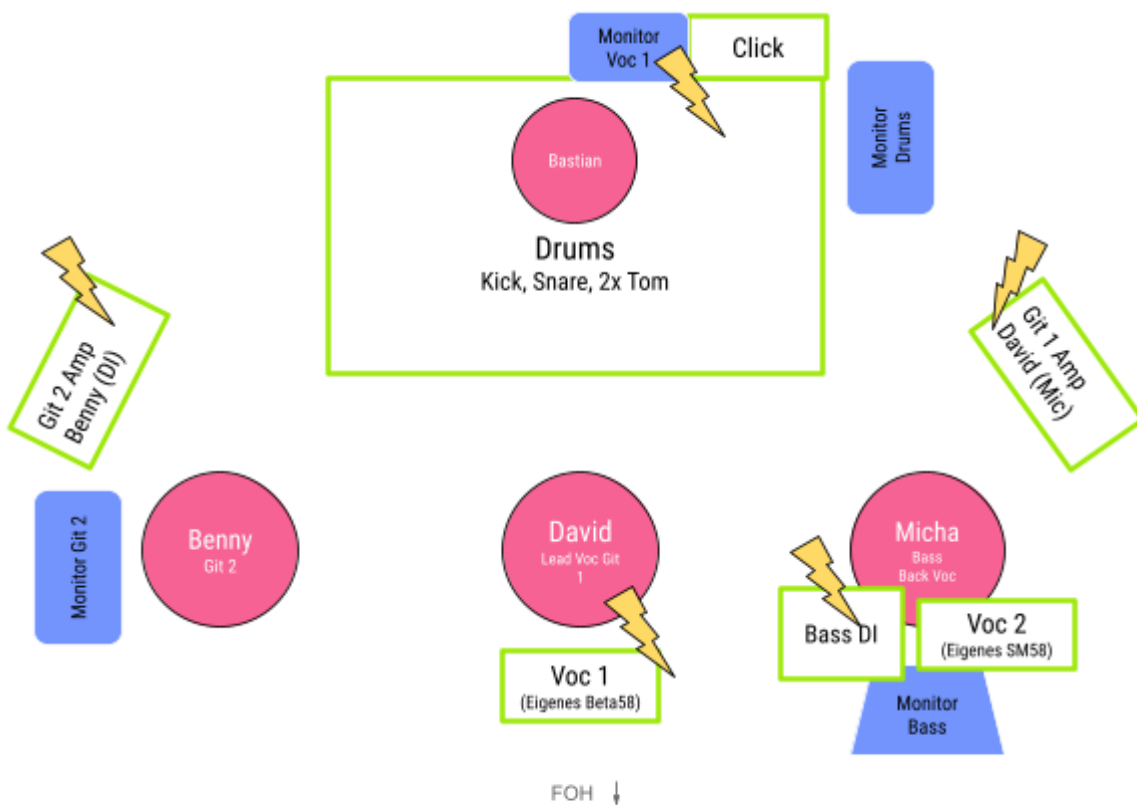 Monitor
Voc 1
Click
Monitor
Drums
Bastian
Drums
Kick, Snare, 2x Tom
Git 2 Amp
Benny (DI)
Git 1 Amp
David (Mic)
Monitor Git 2
Benny
Git 2
David
Lead Voc Git
1
Micha
Bass
Back Voc
Bass DI
Voc 2
(Eigenes SM58)
Voc 1
(Eigenes Beta58)
Monitor
Bass
FOH ↓